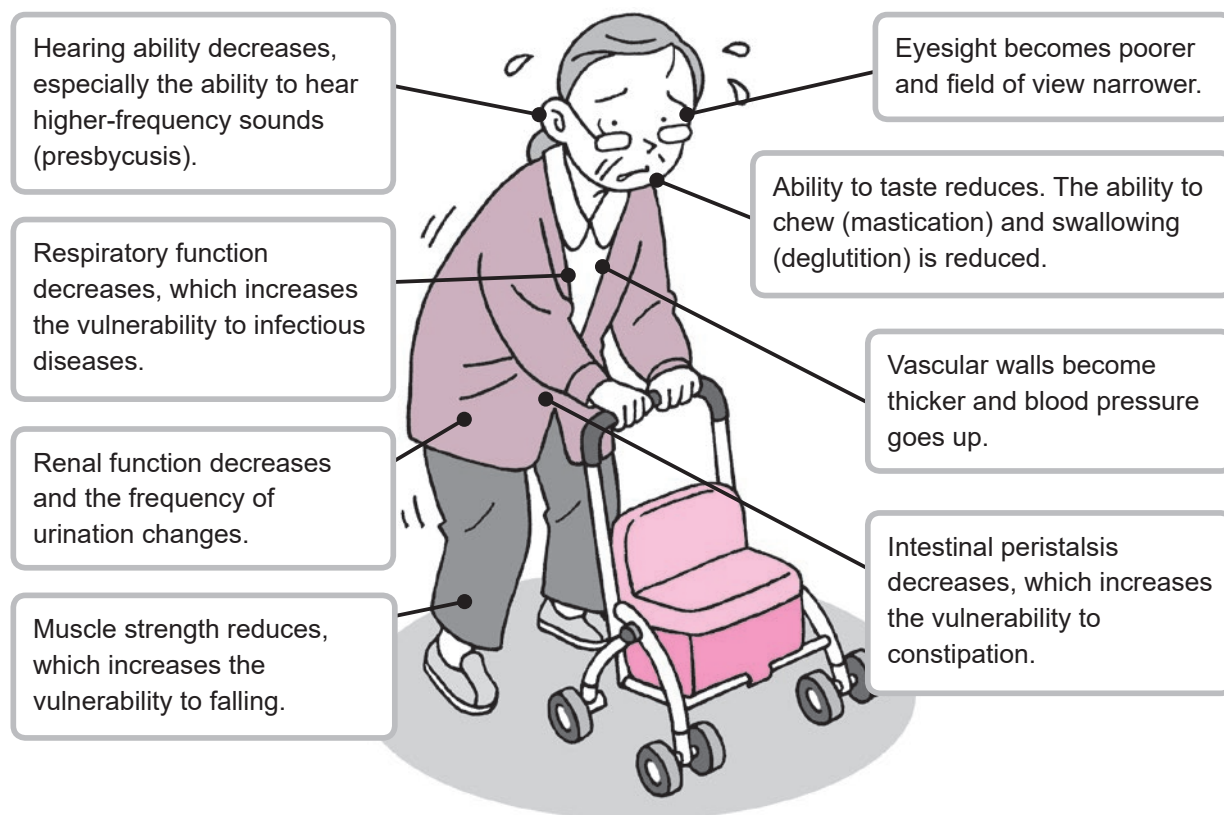 Hearing ability decreases,
especially the ability to hear
higher-frequency sounds
(presbycusis).
Respiratory function
decreases, which increases
the vulnerability to infectious
diseases.
Renal function decreases
and the frequency of
urination changes.
Muscle strength reduces,
which increases the
vulnerability to falling.
Eyesight becomes poorer
and field of view narrower.
Ability to taste reduces. The ability to
chew (mastication) and swallowing
(deglutition) is reduced.
Vascular walls become
thicker and blood pressure
goes up.
Intestinal peristalsis
decreases, which increases
the vulnerability to
constipation.